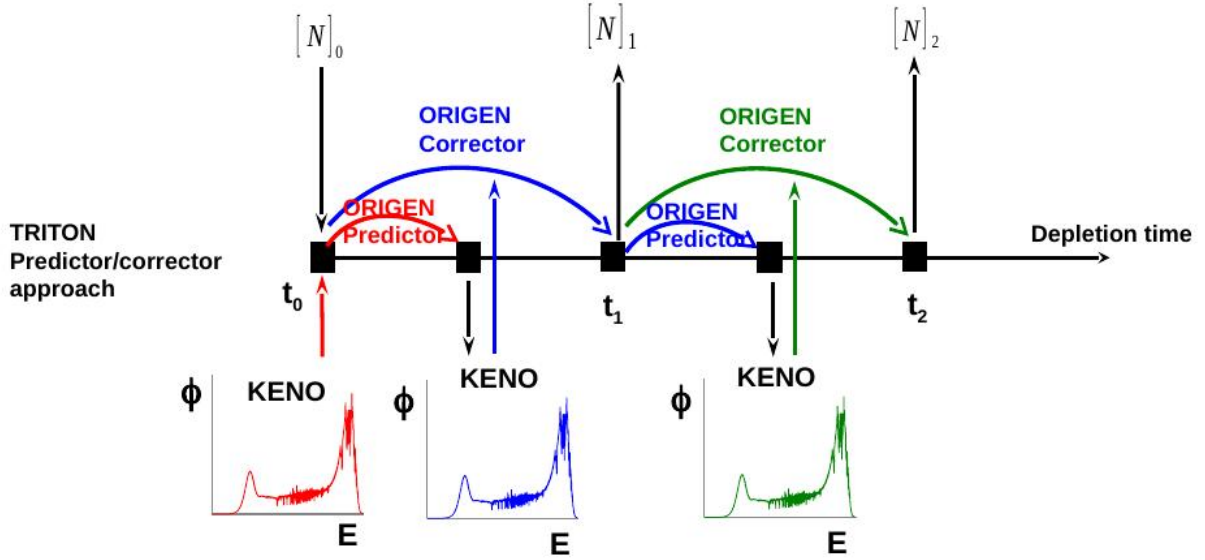 [N]₀
[N]₁
[N]₂
ORIGEN
Corrector
ORIGEN
Corrector
ORIGEN
Predictor
ORIGEN
Predictor
TRITON
Predictor/corrector
approach
Depletion time
t₀
t₁
t₂
KENO
KENO
KENO
ϕ
ϕ
ϕ
E
E
E